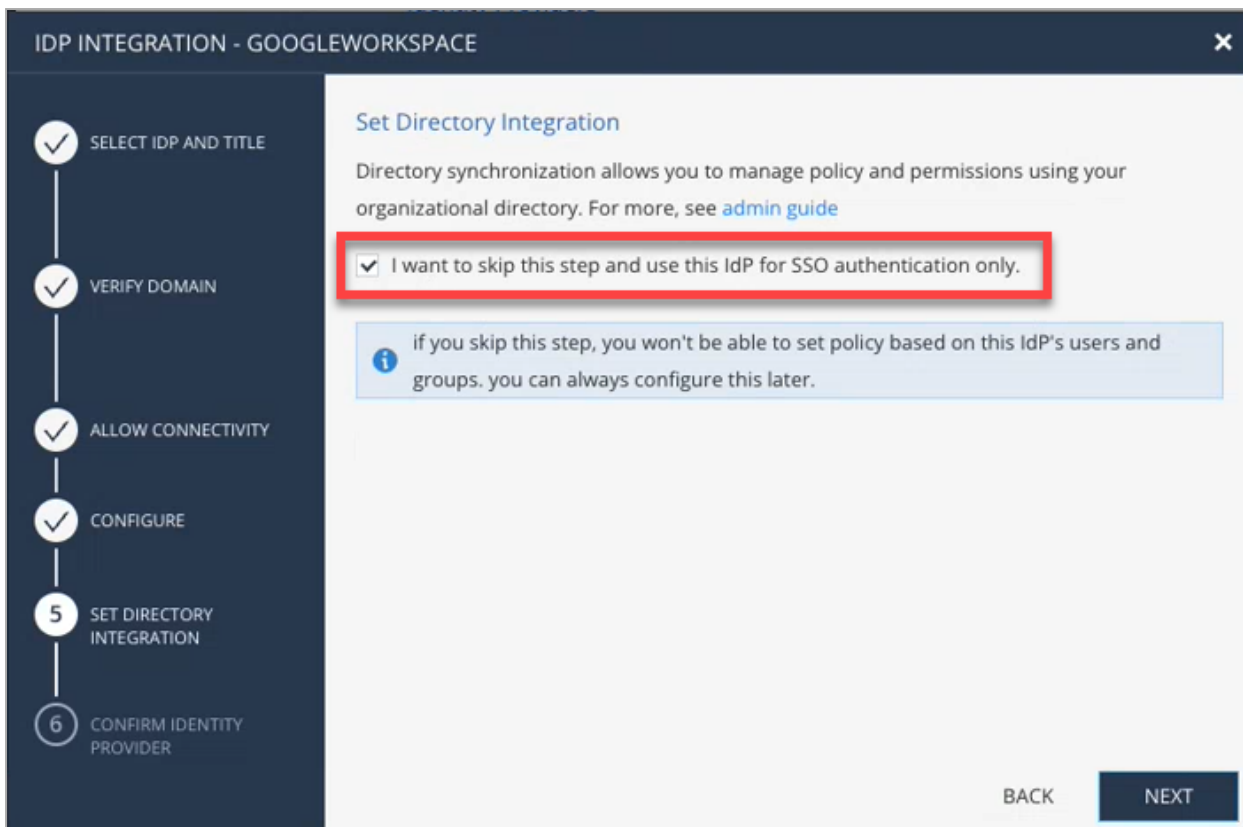 IDP INTEGRATION - GOOGLEWORKSPACE
SELECT IDP AND TITLE
VERIFY DOMAIN
ALLOW CONNECTIVITY
CONFIGURE
5
SET DIRECTORY
INTEGRATION
6
CONFIRM IDENTITY
PROVIDER
Set Directory Integration
Directory synchronization allows you to manage policy and permissions using your
organizational directory. For more, see admin guide
I want to skip this step and use this IdP for SSO authentication only.
if you skip this step, you won't be able to set policy based on this IdP's users and
groups. you can always configure this later.
BACK
NEXT